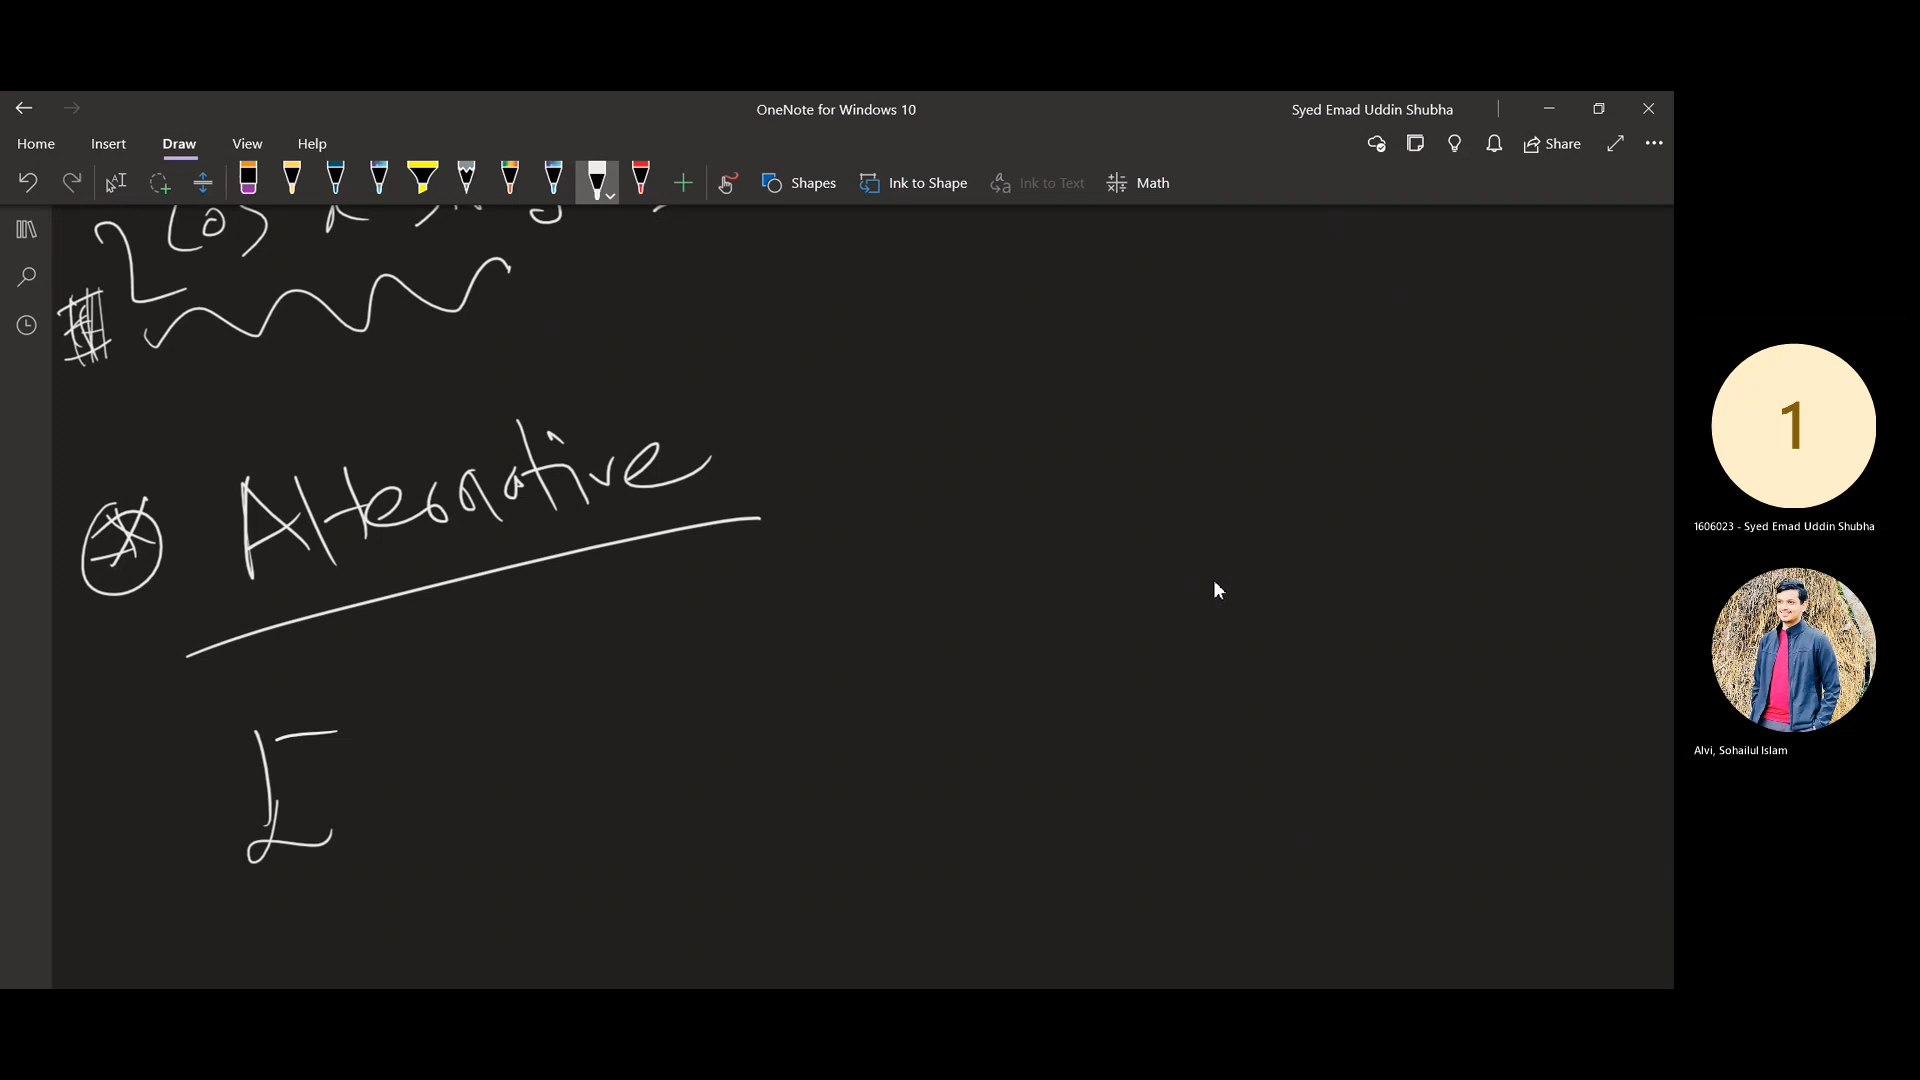 OneNote for Windows 10
Syed Emad Uddin Shubha
Home Insert Draw View Help
Share
Shapes
Ink to Shape
Ink to Text
Math
Alternative
1
1606023 - Syed Emad Uddin Shubha
Alvi, Sohailul Islam